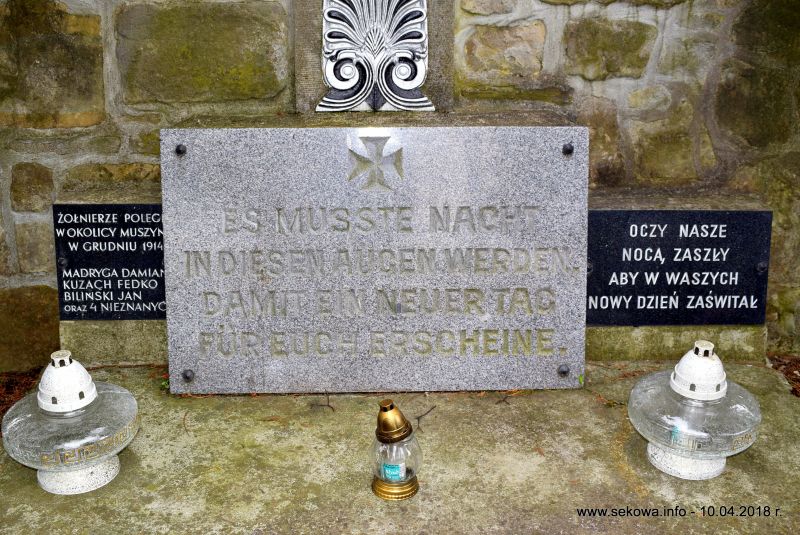 ŻOŁNIERZE POLEGLI
W OKOLICY MUSZYN
W GRUDNIU 1914
MADRYGA DAMIAN
KUZACH FEDKO
BILIŃSKI JAN
ORAZ 4 NIEZNANYC
ES MUSSTE NACHT
IN DIESEN AUGEN WERDEN,
DAMIT EIN NEUER TAG
FÜR EUCH ERSCHEINE.
OCZY NASZE
NOCĄ ZASZŁY
ABY W WASZYCH
NOWY DZIEŃ ZAŚWITAŁ
www.sekowa.info - 10.04.2018 r.